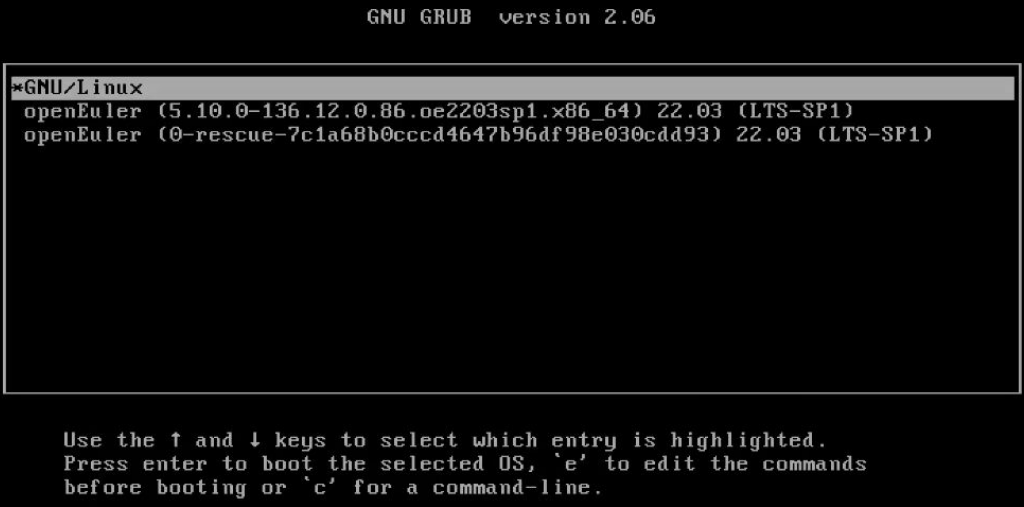 GNU GRUB  version 2.06
*GNU/Linux
openEuler (5.10.0-136.12.0.86.oe2203sp1.x86_64) 22.03 (LTS-SP1)
openEuler (0-rescue-7c1a68b0cccd4647b96df98e030cdd93) 22.03 (LTS-SP1)
Use the ↑ and ↓ keys to select which entry is highlighted.
Press enter to boot the selected OS, `e' to edit the commands
before booting or `c' for a command-line.